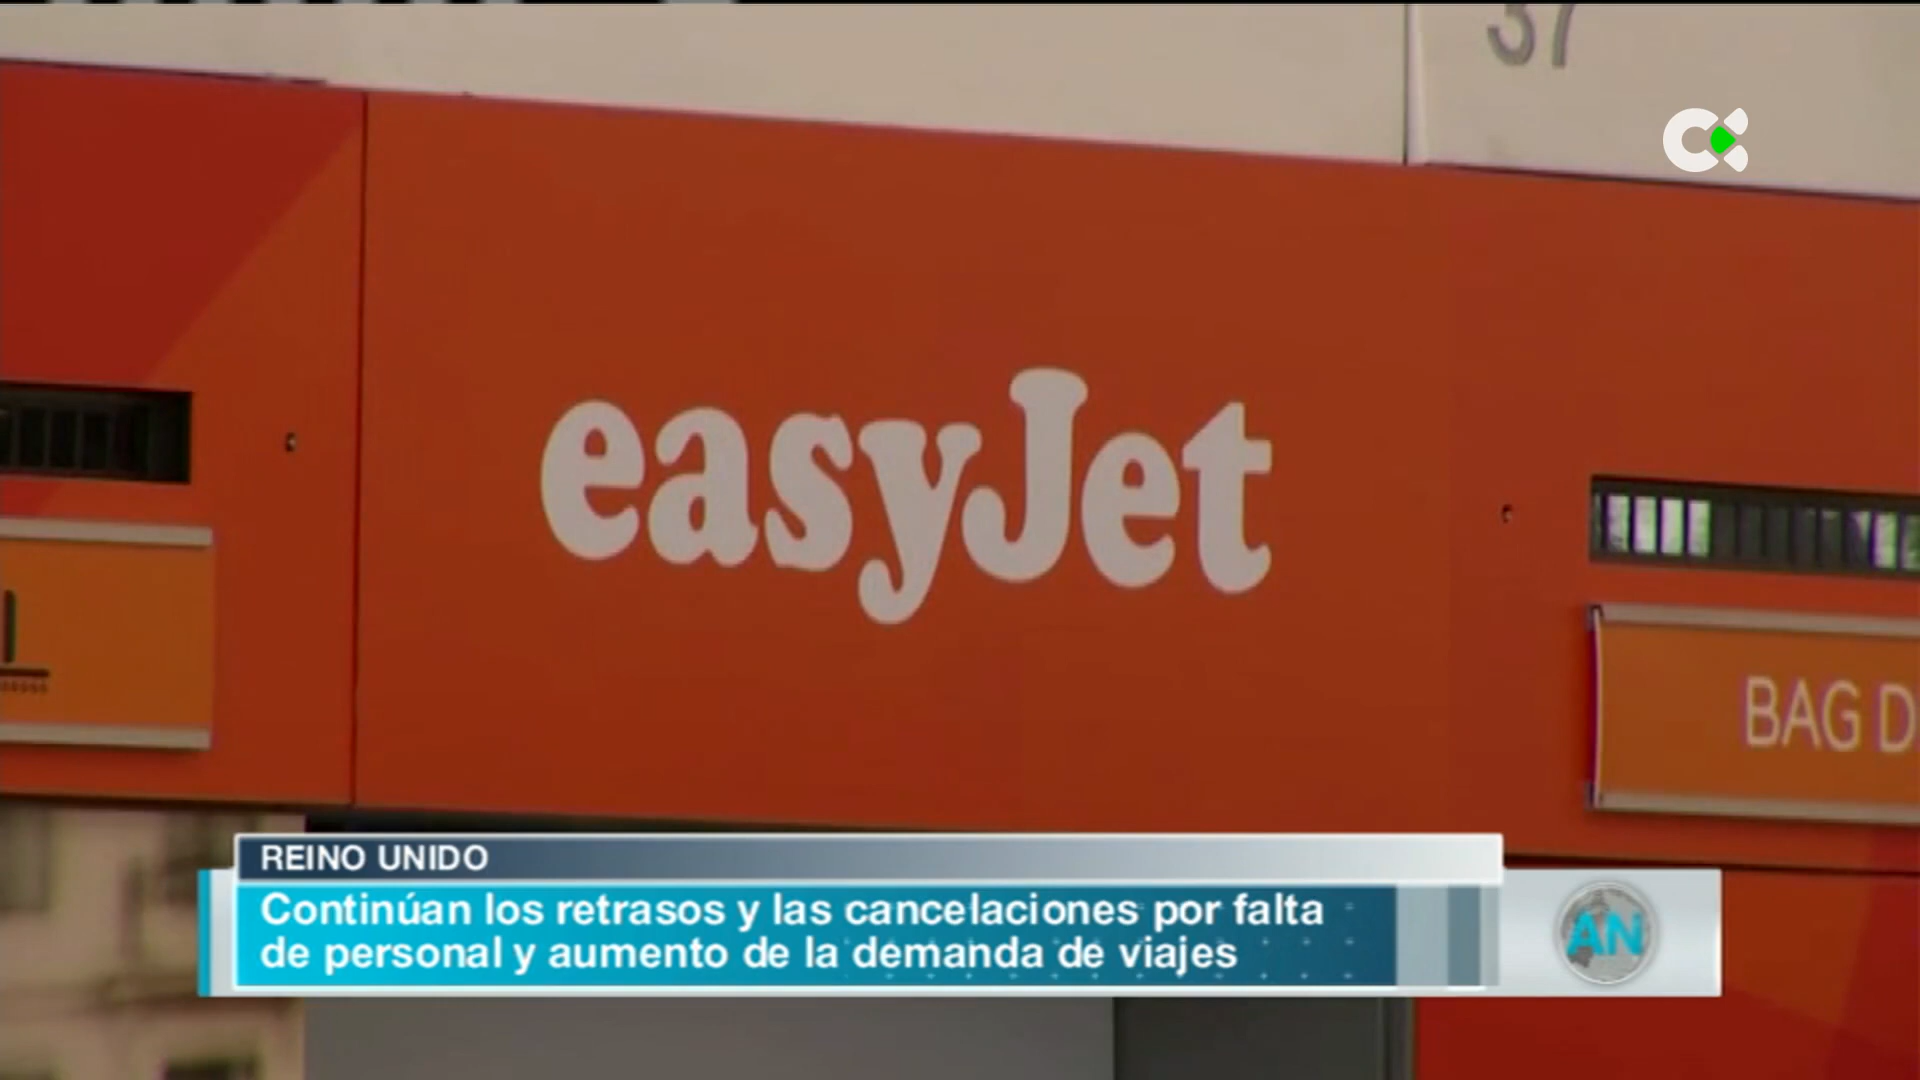 37
easyJet
BAG D
REINO UNIDO
Continúan los retrasos y las cancelaciones por falta
de personal y aumento de la demanda de viajes
AN